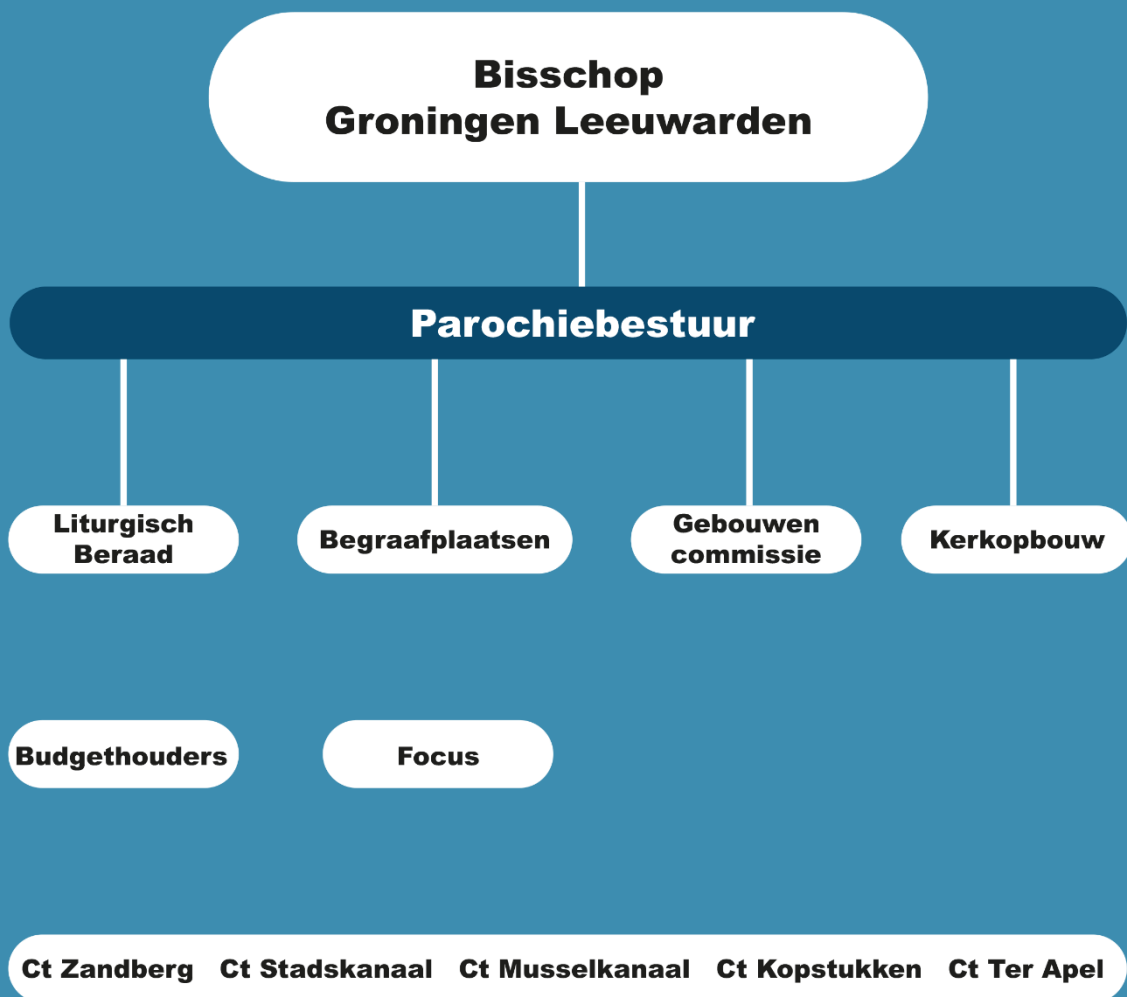 Bisschop
Groningen Leeuwarden
Parochiebestuur
Liturgisch
Beraad
Begraafplaatsen
Gebouwen
commissie
Kerkopbouw
Budgethouders
Focus
Ct Zandberg Ct Stadskanaal Ct Musselkanaal Ct Kopstukken Ct Ter Apel